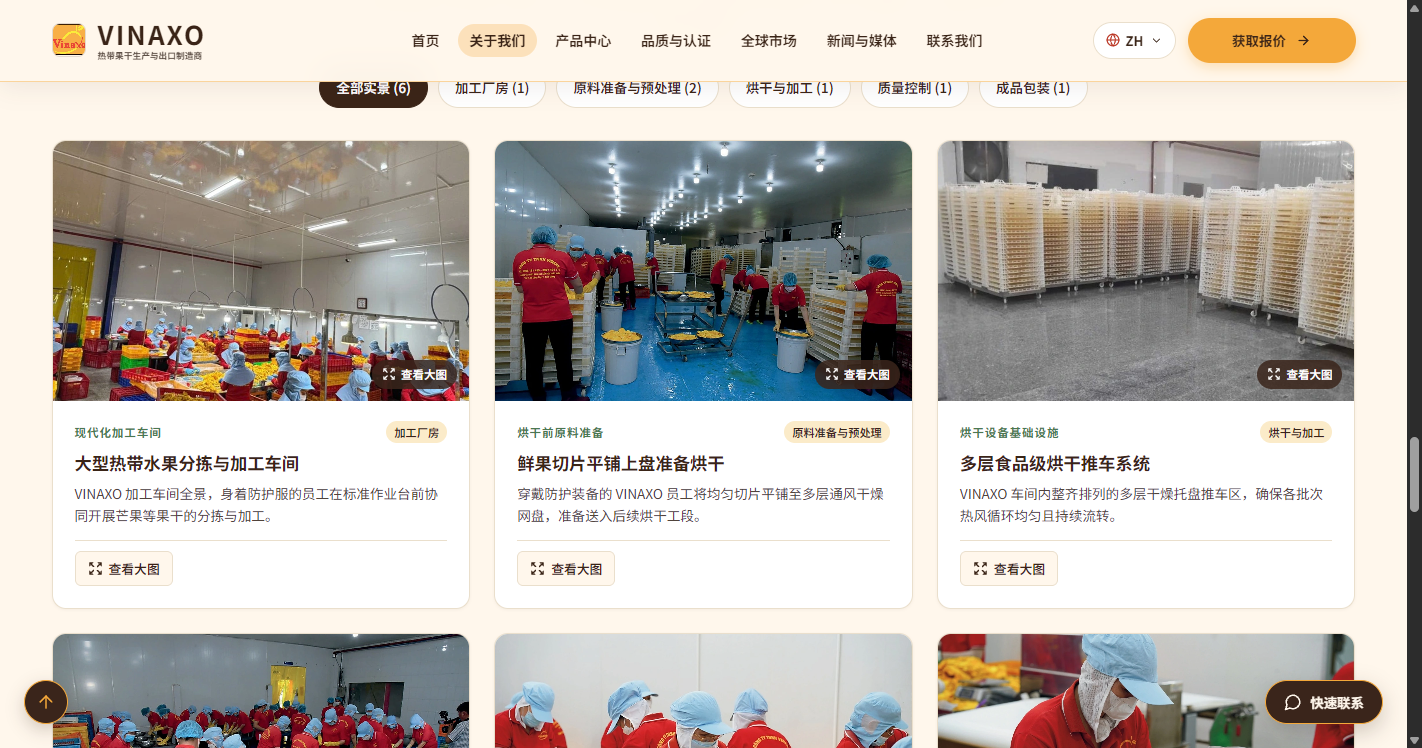 Vinaxo
VINAXO
热带果干生产与出口制造商
首页
关于我们
产品中心
品质与认证
全球市场
新闻与媒体
联系我们
ZH
获取报价
全部实景 (6)
加工厂房 (1)
原料准备与预处理 (2)
烘干与加工 (1)
质量控制 (1)
成品包装 (1)
查看大图
查看大图
查看大图
现代化加工车间
加工厂房
大型热带水果分拣与加工车间
VINAXO 加工车间全景，身着防护服的员工在标准作业台前协
同开展芒果等果干的分拣与加工。
查看大图
烘干前原料准备
原料准备与预处理
鲜果切片平铺上盘准备烘干
穿戴防护装备的 VINAXO 员工将均匀切片平铺至多层通风干燥
网盘，准备送入后续烘干工段。
查看大图
烘干设备基础设施
烘干与加工
多层食品级烘干推车系统
VINAXO 车间内整齐排列的多层干燥托盘推车区，确保各批次
热风循环均匀且持续流转。
查看大图
快速联系